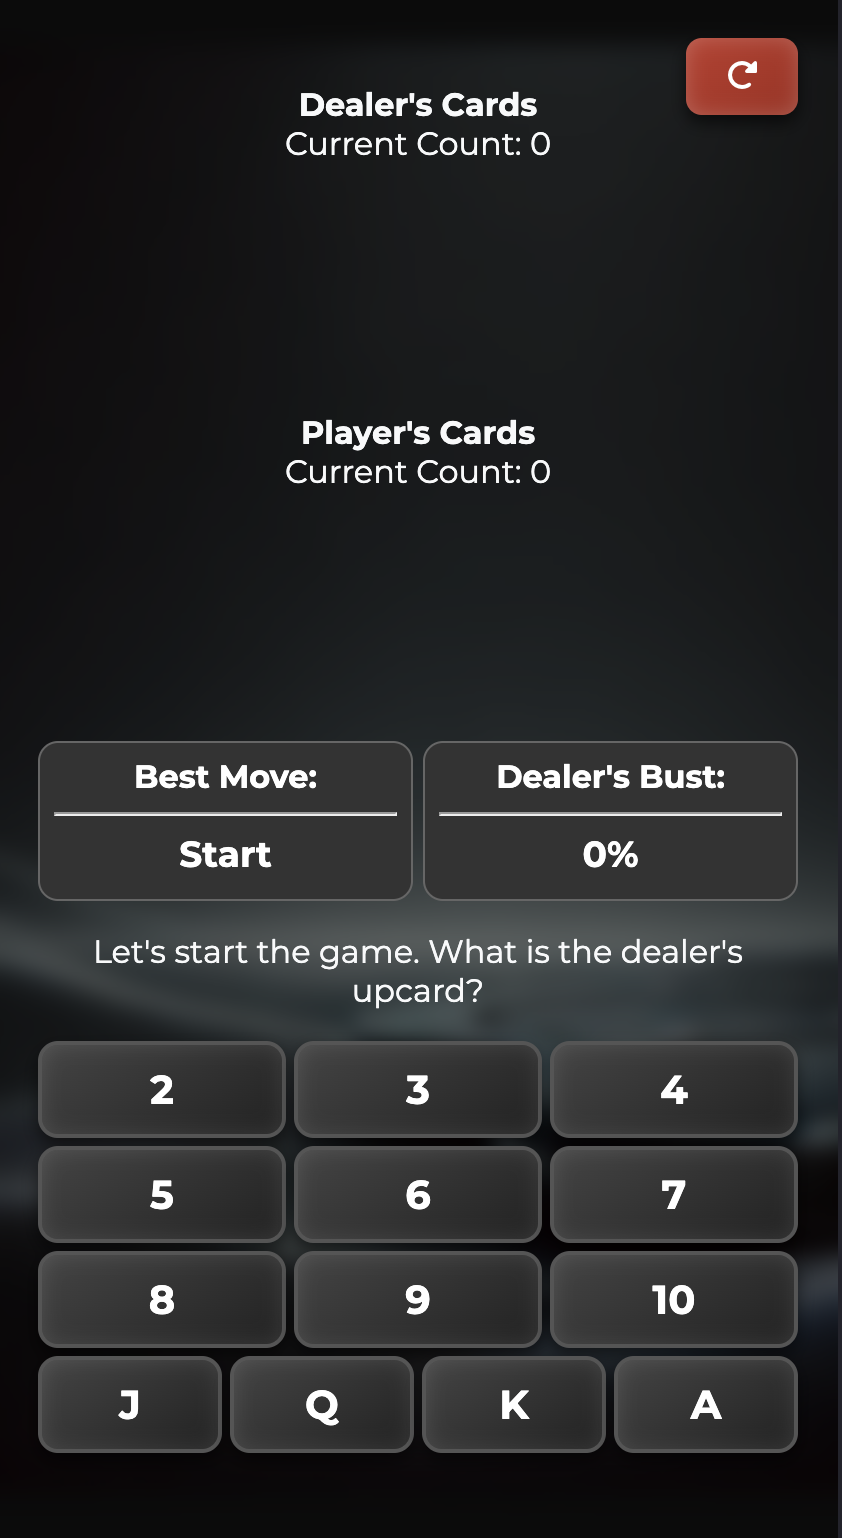 Dealer's Cards
Current Count: 0
Player's Cards
Current Count: 0
Best Move:
Start
Dealer's Bust:
0%
Let's start the game. What is the dealer's
upcard?
2 3 4
5 6 7
8 9 10
J Q K A